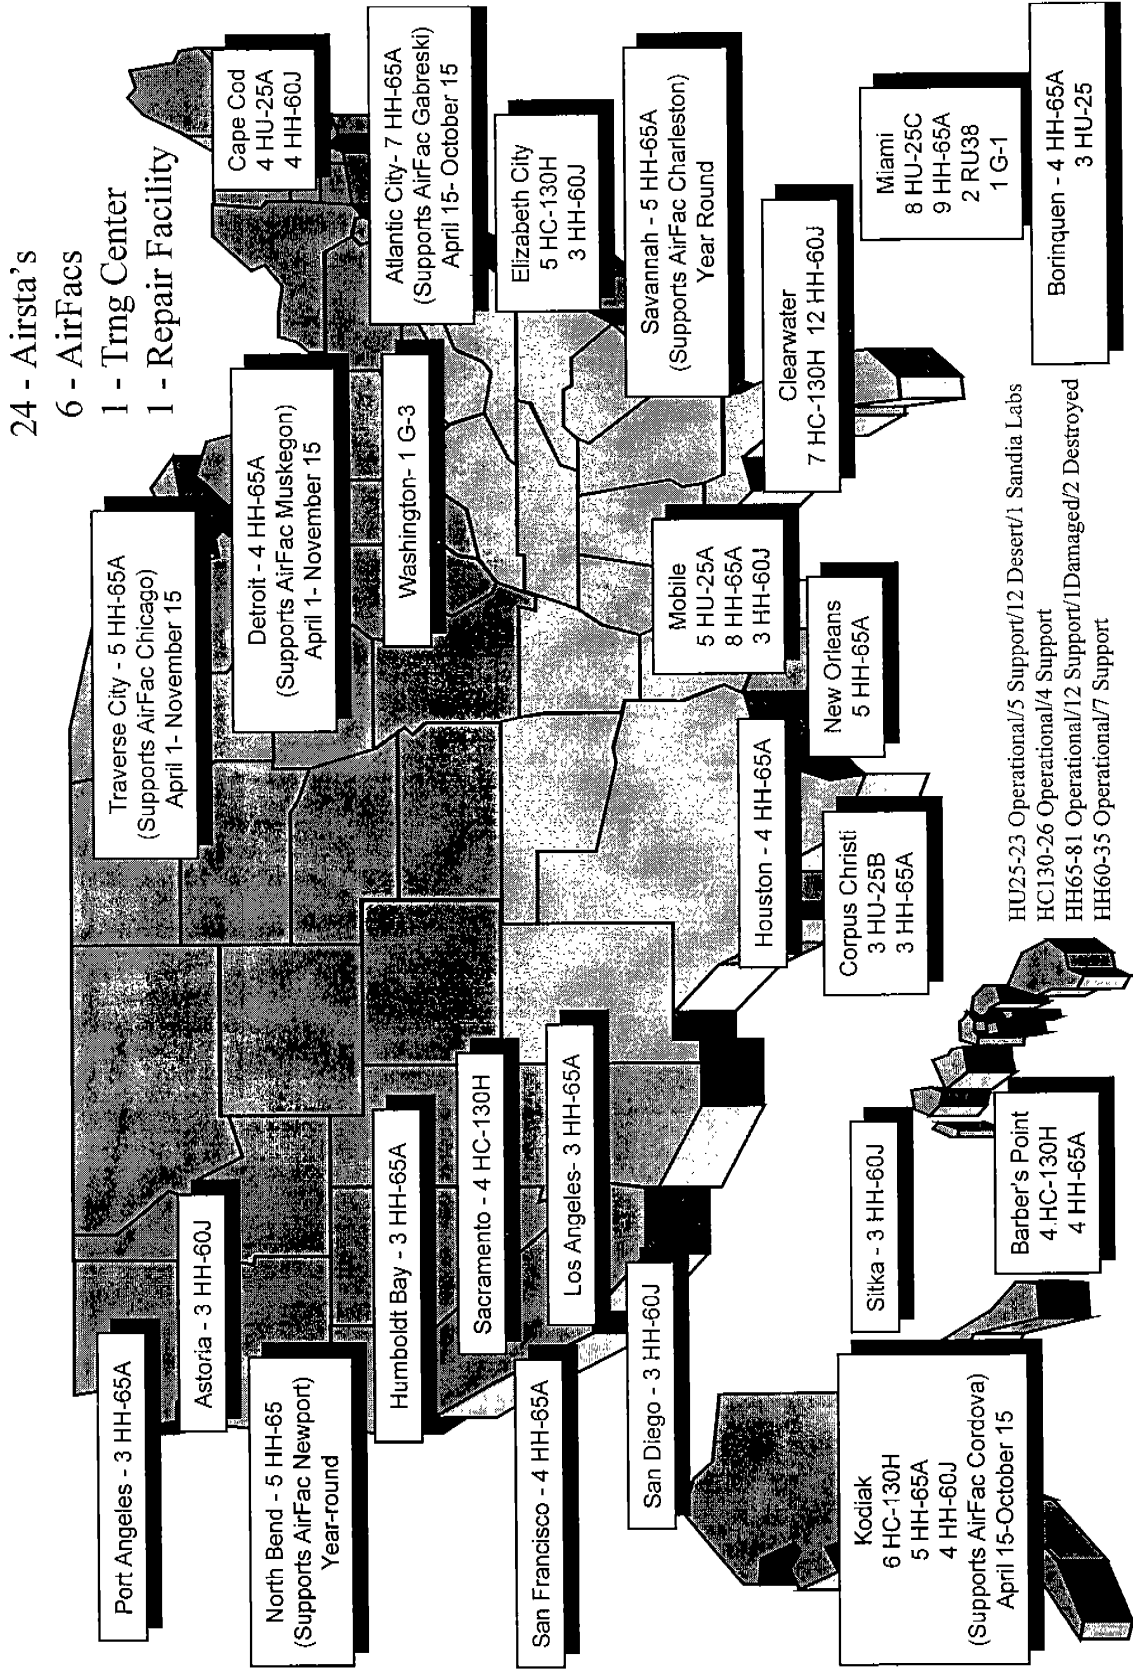 24 - Airsta's
6 - AirFacs
1 - Trng Center
1 - Repair Facility
Port Angeles - 3 HH-65A
Astoria - 3 HH-60J
North Bend - 5 HH-65
(Supports AirFac Newport)
Year-round
Humboldt Bay - 3 HH-65A
Sacramento - 4 HC-130H
San Francisco - 4 HH-65A
Los Angeles- 3 HH-65A
San Diego - 3 HH-60J
Traverse City - 5 HH-65A
(Supports AirFac Chicago)
April 1- November 15
Detroit - 4 HH-65A
(Supports AirFac Muskegon)
April 1- November 15
Washington- 1 G-3
Cape Cod
4 HU-25A
4 HH-60J
Atlantic City- 7 HH-65A
(Supports AirFac Gabreski)
April 15- October 15
Elizabeth City
5 HC-130H
3 HH-60J
Savannah - 5 HH-65A
(Supports AirFac Charleston)
Year Round
Clearwater
7 HC-130H 12 HH-60J
Mobile
5 HU-25A
8 HH-65A
3 HH-60J
New Orleans
5 HH-65A
Houston - 4 HH-65A
Corpus Christi
3 HU-25B
3 HH-65A
Miami
8 HU-25C
9 HH-65A
2 RU38
1 G-1
Borinquen - 4 HH-65A
3 HU-25
Kodiak
6 HC-130H
5 HH-65A
4 HH-60J
(Supports AirFac Cordova)
April 15-October 15
Sitka - 3 HH-60J
Barber's Point
4 HC-130H
4 HH-65A
HU25-23 Operational/5 Support/12 Desert/1 Sandia Labs
HC130-26 Operational/4 Support
HH65-81 Operational/12 Support/1Damaged/2 Destroyed
HH60-35 Operational/7 Support